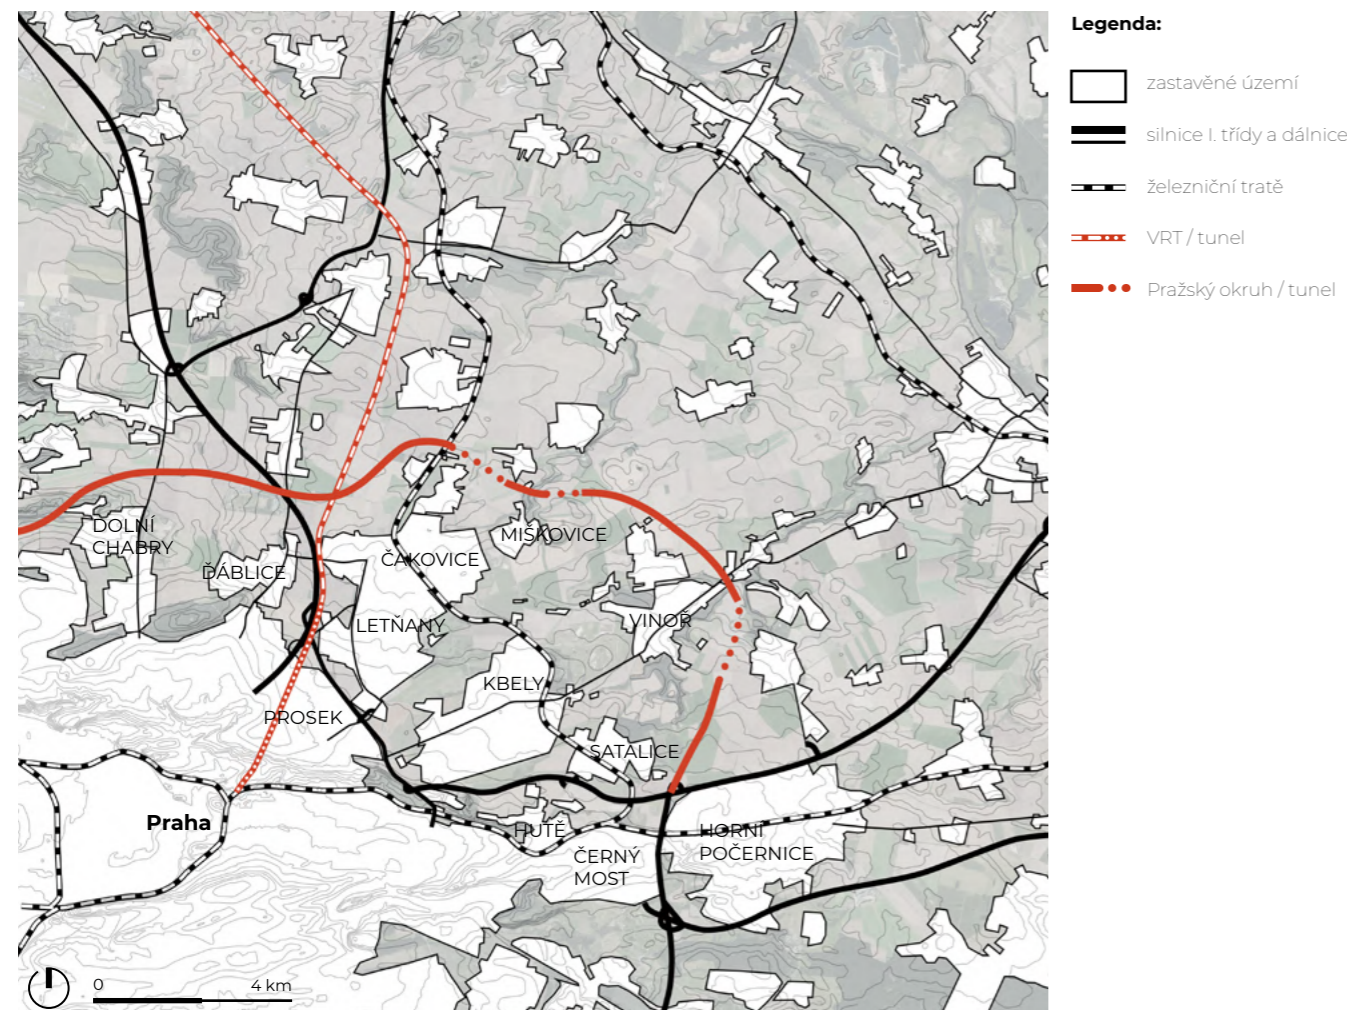 Legenda:
zastavěné území
silnice I. třídy a dálnice
železniční tratě
VRT / tunel
Pražský okruh / tunel
DOLNÍ
CHABRY
ĎÁBLICE
ČAKOVICE
MIŠKOVICE
LETŇANY
VINOŘ
KBELY
PROSEK
SATALICE
Praha
HUTĚ
HORNÍ
POČERNICE
ČERNÝ
MOST
0
4 km